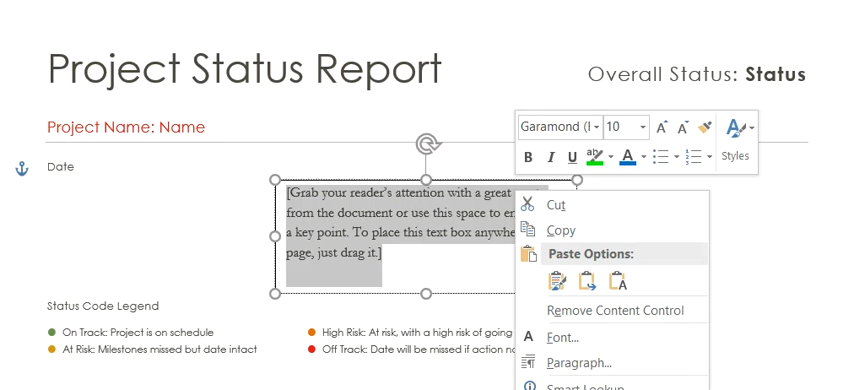 Project Status Report
Overall Status: Status
Project Name: Name
Garamond (I
10
A A
Date
B I U ab A
Styles
[Grab your reader's attention with a great
from the document or use this space to
a key point. To place this text box
page, just drag it.]
Cut
Copy
Paste Options:
Remove Content Control
A Font...
Paragraph...
Smart Lookup
Status Code Legend
On Track: Project is on schedule
High Risk: At risk, with a high risk of going
At Risk: Milestones missed but date intact
Off Track: Date will be missed if action